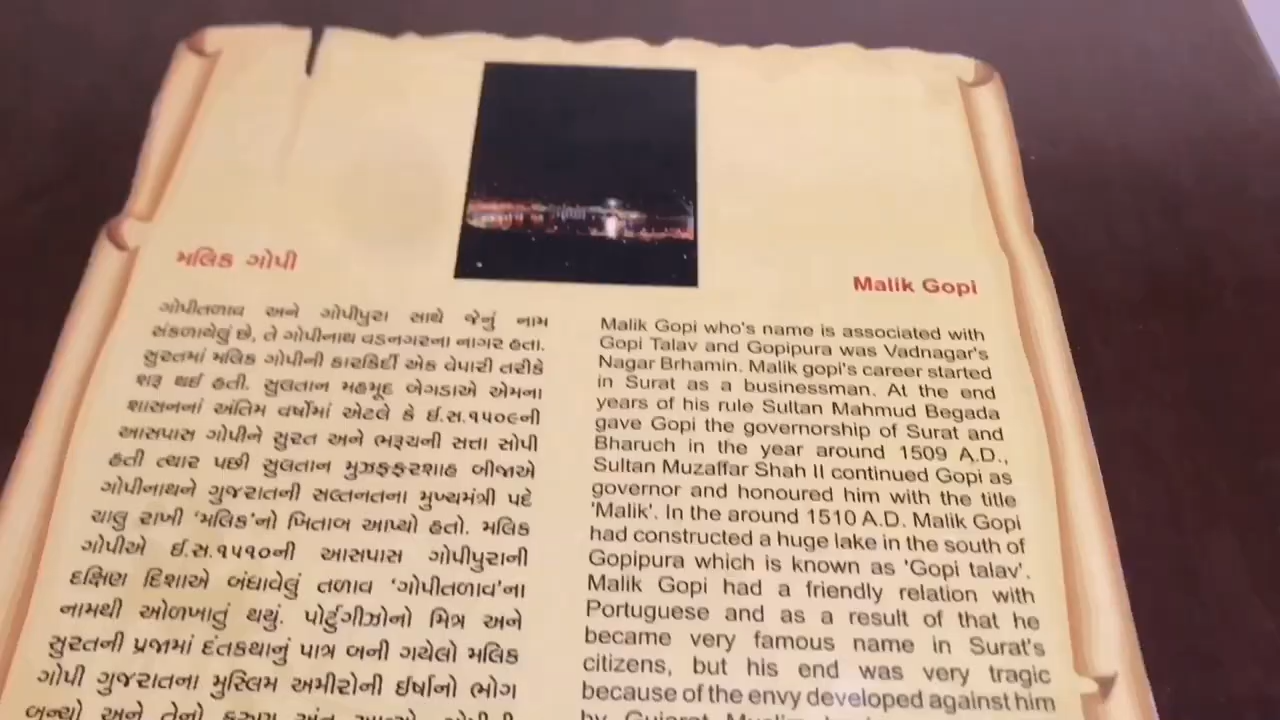 મલિક ગોપી
ગોપીતળાવ અને ગોપીપુરા સાથે જેનું નામ
સંકળાયેલું છે, તે ગોપીનાથ વડનગરના નાગર હતા.
સુરતમાં મલિક ગોપીની કારકિર્દી એક વેપારી તરીકે
શરૂ થઈ હતી. સુલતાન મહમૂદ બેગડાએ એમના
શાસનનાં અંતિમ વર્ષોમાં એટલે કે ઈ.સ.૧૫૦૯ની
આસપાસ ગોપીને સુરત અને ભરૂચની સત્તા સોપી
હતી ત્યાર પછી સુલતાન મુઝફ્ફરશાહ બીજાએ
ગોપીનાથને ગુજરાતની સલ્તનતના મુખ્યમંત્રી પદે
ચાલુ રાખી ‘મલિક’નો ખિતાબ આપ્યો હતો. મલિક
ગોપીએ ઈ.સ.૧૫૧૦ની આસપાસ ગોપીપુરાની
દક્ષિણ દિશાએ બંધાવેલું તળાવ ‘ગોપીતળાવ’ના
નામથી ઓળખાતું થયું. પોર્ટુગીઝોનો મિત્ર અને
સુરતની પ્રજામાં દંતકથાનું પાત્ર બની ગયેલો મલિક
ગોપી ગુજરાતના મુસ્લિમ અમીરોની ઈર્ષાનો ભોગ
બન્યો અને તેનો કરુણ અંત
Malik Gopi
Malik Gopi who's name is associated with
Gopi Talav and Gopipura was Vadnagar's
Nagar Brhamin. Malik gopi's career started
in Surat as a businessman. At the end
years of his rule Sultan Mahmud Begada
gave Gopi the governorship of Surat and
Bharuch in the year around 1509 A.D.,
Sultan Muzaffar Shah II continued Gopi as
governor and honoured him with the title
'Malik'. In the around 1510 A.D. Malik Gopi
had constructed a huge lake in the south of
Gopipura which is known as 'Gopi talav'.
Malik Gopi had a friendly relation with
Portuguese and as a result of that he
became very famous name in Surat's
citizens, but his end was very tragic
because of the envy developed against him
by Gujarat Muslim